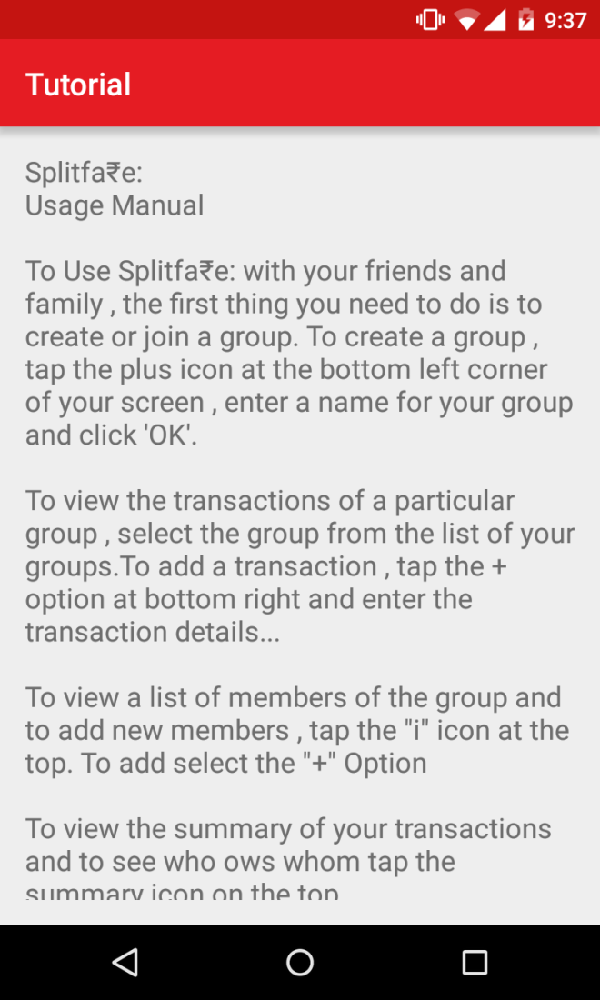 9:37
Tutorial
Splitfa₹e:
Usage Manual
To Use Splitfa₹e: with your friends and
family , the first thing you need to do is to
create or join a group. To create a group ,
tap the plus icon at the bottom left corner
of your screen , enter a name for your group
and click 'OK'.
To view the transactions of a particular
group , select the group from the list of your
groups.To add a transaction , tap the +
option at bottom right and enter the
transaction details...
To view a list of members of the group and
to add new members , tap the "i" icon at the
top. To add select the "+" Option
To view the summary of your transactions
and to see who ows whom tap the
summary icon on the top